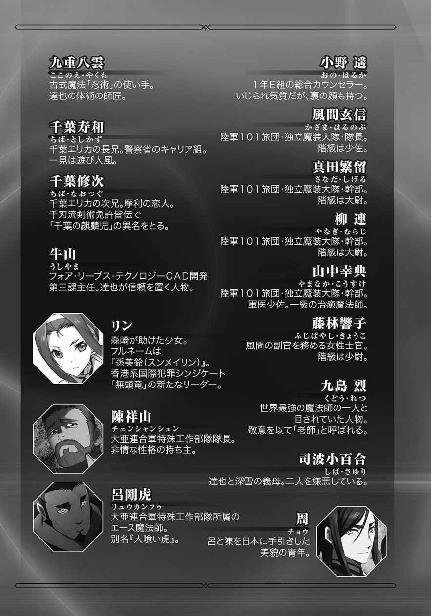 九重八雲
ここのえ・やくも
古式魔法「忍術」の使い手。
達也の体術の師匠。
千葉寿和
ちば・としかず
千葉エリカの長兄。警察省のキャリア組。
一見は遊び人風。
千葉修次
ちば・なおつぐ
千葉エリカの次兄。摩利の恋人。
千刃流剣術免許皆伝で
「千葉の麒麟児」の異名をとる。
牛山
うしやま
フォア・リーブス・テクノロジーCAD開発
第三課主任。達也が信頼を置く人物。
リン
森崎が助けた少女。
フルネームは
「孫美鈴(スンメイリン)」。
香港系国際犯罪シンジケート
「無頭竜」の新たなリーダー。
陳祥山
チェンシャンシェン
大亜連合軍特殊工作部隊隊長。
非情な性格の持ち主。
呂剛虎
リュウカンフゥ
大亜連合軍特殊工作部隊所属の
エース魔法師。
別名『人喰い虎』。
小野 遥
おの・はるか
1年E組の総合カウンセラー。
いじられ気質だが、裏の顔も持つ。
風間玄信
かざま・はるのぶ
陸軍101旅団・独立魔装大隊・隊長。
階級は少佐。
真田繁留
さなだ・しげる
陸軍101旅団・独立魔装大隊・幹部。
階級は大尉。
柳 連
やなぎ・むらじ
陸軍101旅団・独立魔装大隊・幹部。
階級は大尉。
山中幸典
やまなか・こうすけ
陸軍101旅団・独立魔装大隊・幹部。
軍医少佐。一級の治癒魔法師。
藤林響子
ふじばやし・きょうこ
風間の副官を務める女性士官。
階級は少尉。
九島 烈
くどう・れつ
世界最強の魔法師の一人と
目されていた人物。
敬意を以て「老師」と呼ばれる。
司波小百合
しば・さゆり
達也と深雪の義母。二人を嫌悪している。
周
チョウ
呂と陳を日本に手引きした
美貌の青年。